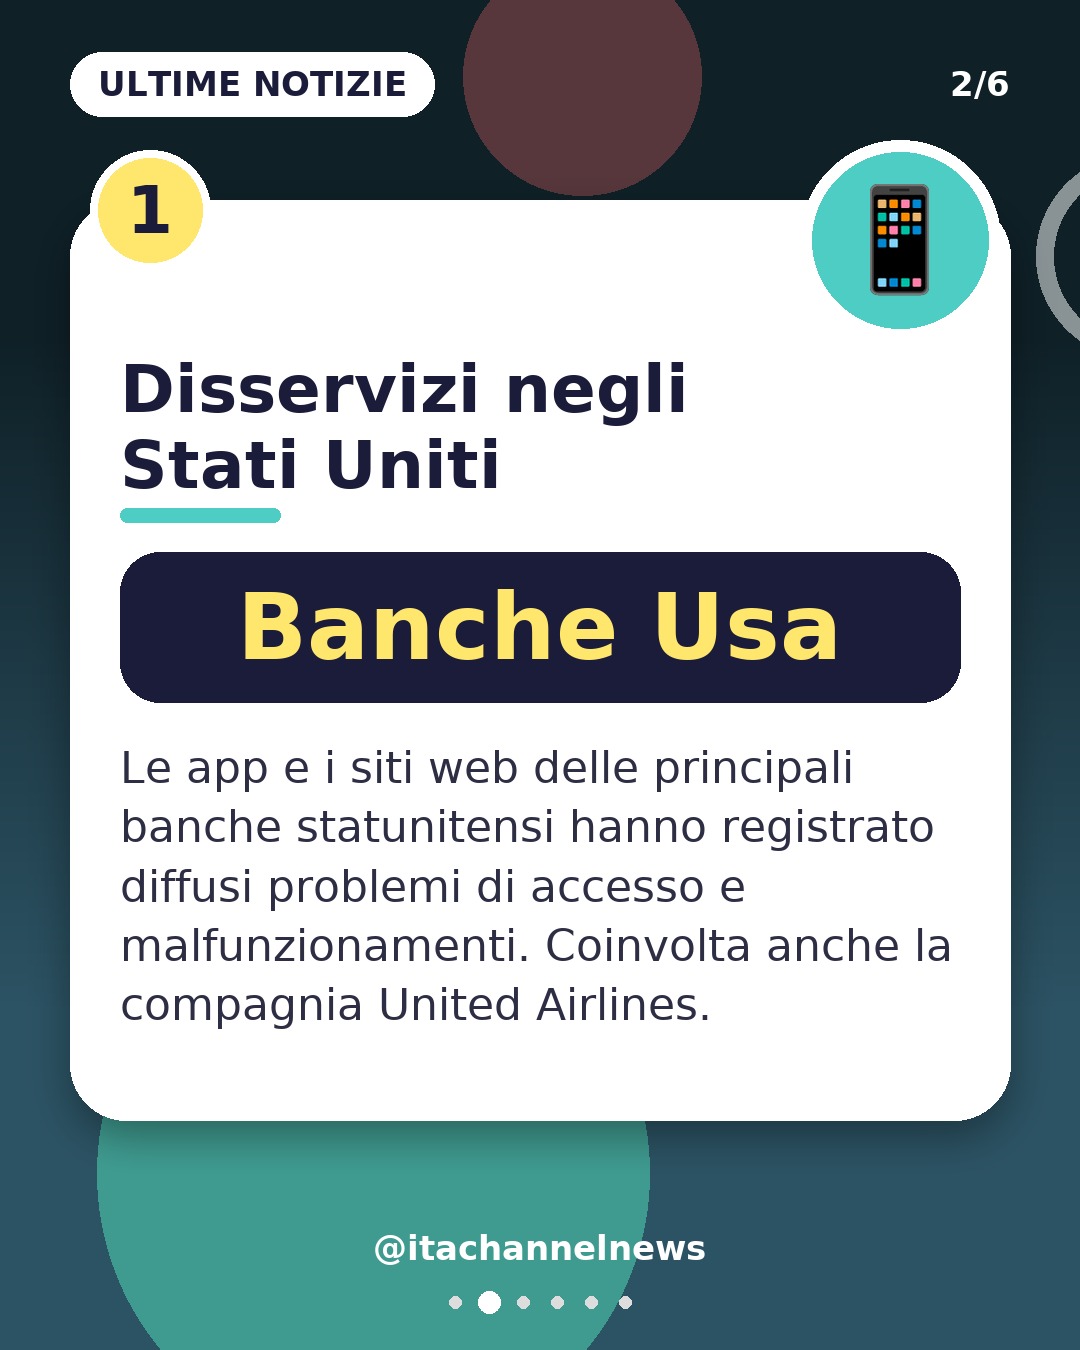 ULTIME NOTIZIE
2/6
1
Disservizi negli
Stati Uniti
Banche Usa
Le app e i siti web delle principali
banche statunitensi hanno registrato
diffusi problemi di accesso e
malfunzionamenti. Coinvolta anche la
compagnia United Airlines.
@itachannelnews